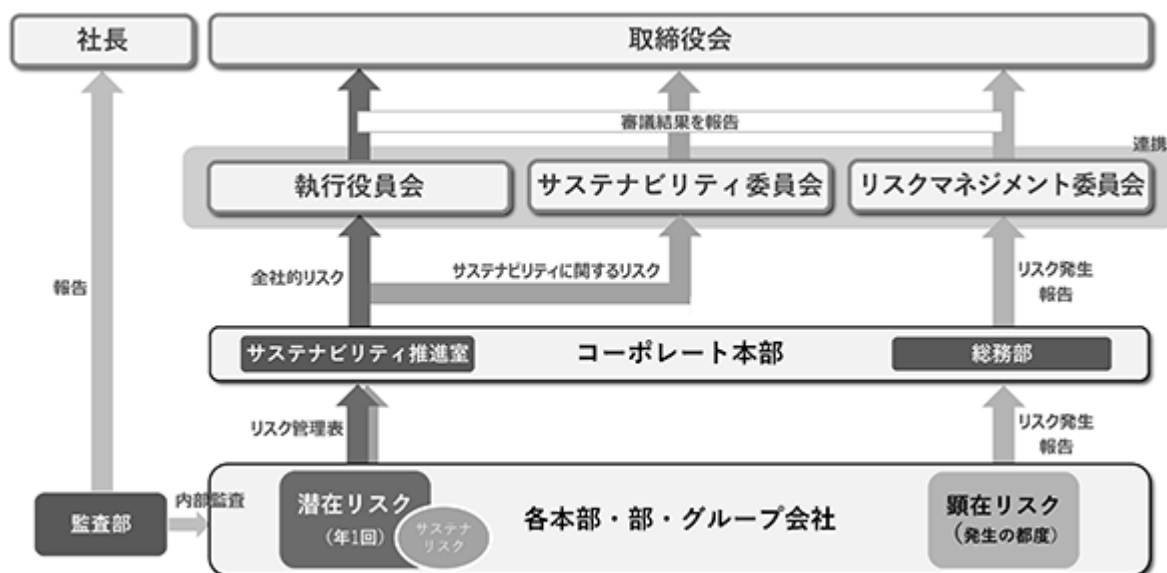 社長
取締役会
審議結果を報告
連携
執行役員会
サステナビリティ委員会
リスクマネジメント委員会
報告
全社的リスク
サステナビリティに関するリスク
リスク発生
報告
サステナビリティ推進室
コーポレート本部
総務部
リスク管理表
リスク発生
報告
監査部
内部監査
潜在リスク
(年1回)
サステナ
リスク
各本部・部・グループ会社
顕在リスク
(発生の都度)